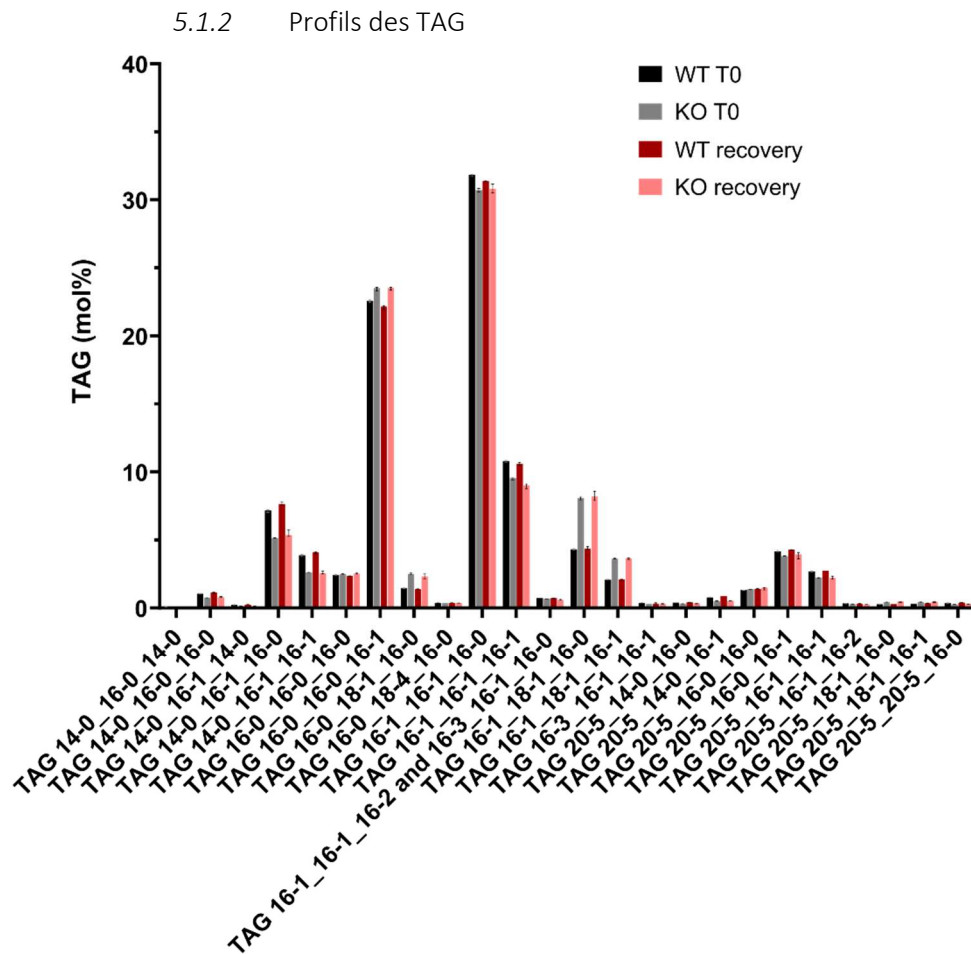 5.1.2 Profils des TAG
40
30
20
10
0
TAG (mol%)
WT T0
KO T0
WT recovery
KO recovery
TAG 14-0_16-0_14-0
TAG 14-0_16-0_16-0
TAG 14-0_16-1_14-0
TAG 14-0_16-1_16-0
TAG 14-0_16-1_16-1
TAG 16-0_16-0_16-0
TAG 16-0_16-0_16-1
TAG 16-0_18-1_16-0
TAG 16-0_18-4_16-0
TAG 16-1_16-1_16-0
TAG 16-1_16-1_16-1
TAG 16-1_16-1_16-2 and 16-3_16-1_16-0
TAG 16-1_18-1_16-0
TAG 16-1_18-1_16-1
TAG 16-3_16-1_16-1
TAG 20-5_14-0_16-0
TAG 20-5_14-0_16-1
TAG 20-5_16-0_16-0
TAG 20-5_16-0_16-1
TAG 20-5_16-1_16-1
TAG 20-5_16-1_16-2
TAG 20-5_18-1_16-0
TAG 20-5_18-1_16-1
TAG 20-5_20-5_16-0